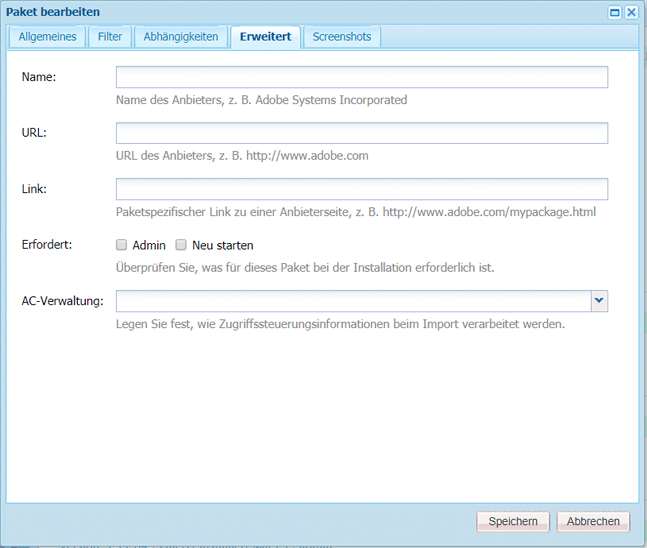 Paket bearbeiten
Allgemeines Filter Abhängigkeiten Erweitert Screenshots
Name:
Name des Anbieters, z. B. Adobe Systems Incorporated
URL:
URL des Anbieters, z. B. http://www.adobe.com
Link:
Paketspezifischer Link zu einer Anbieterseite, z. B. http://www.adobe.com/mypackage.html
Erfordert: Admin Neu starten
Überprüfen Sie, was für dieses Paket bei der Installation erforderlich ist.
AC-Verwaltung:
Legen Sie fest, wie Zugriffssteuerungsinformationen beim Import verarbeitet werden.
Speichern Abbrechen